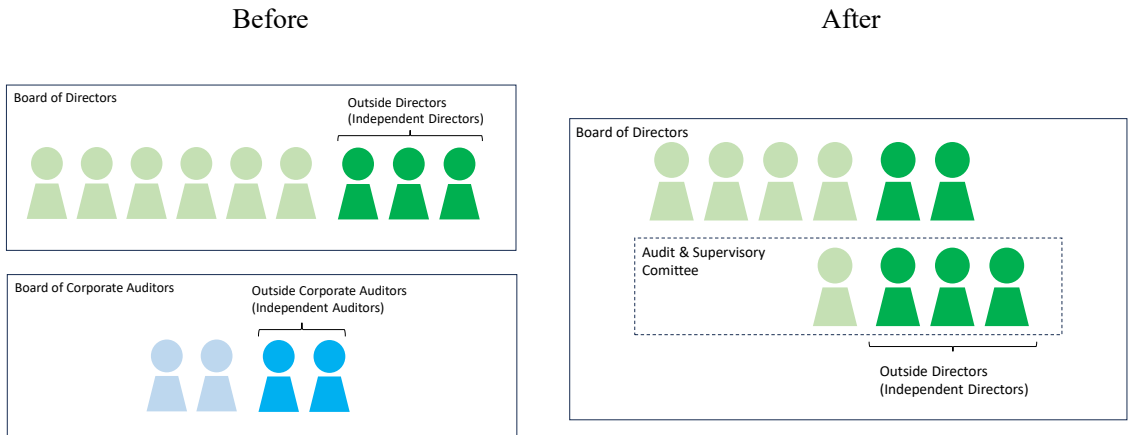 Before
After
Board of Directors
Outside Directors
(Independent Directors)
Board of Corporate Auditors
Outside Corporate Auditors
(Independent Auditors)
Board of Directors
Audit & Supervisory
Comittee
Outside Directors
(Independent Directors)